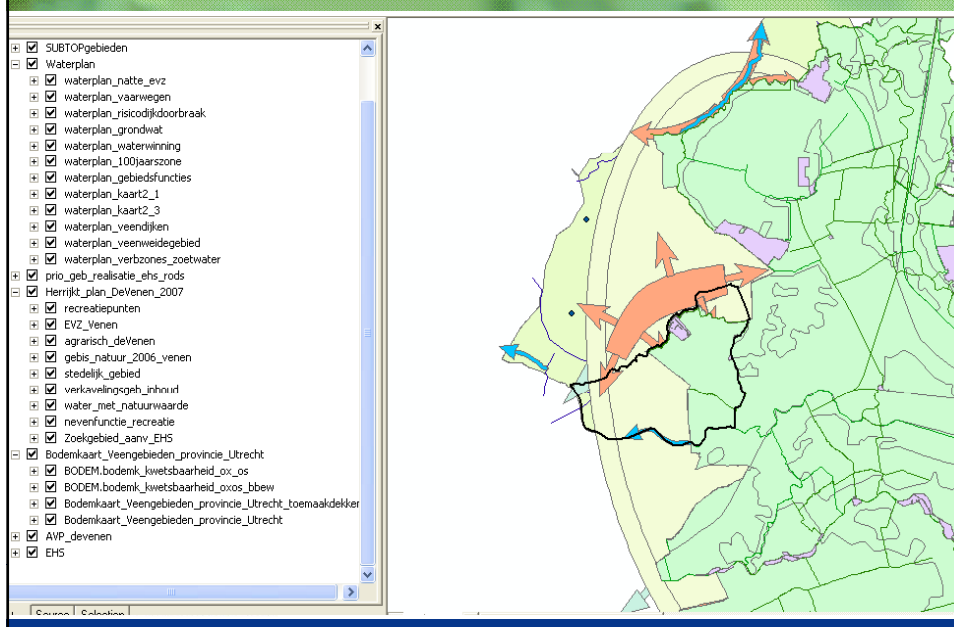 SUBTOPgebieden
Waterplan
waterplan_natte_evz
waterplan_vaarwegen
waterplan_risicodijkdoorbraak
waterplan_grondwat
waterplan_waterwinning
waterplan_100jaarszone
waterplan_gebiedsfuncties
waterplan_kaart2_1
waterplan_kaart2_3
waterplan_veendijken
waterplan_veenweidegebied
waterplan_verbzones_zoetwater
prio_geb_realisatie_ehs_rods
Herrijkt_plan_DeVenen_2007
recreatiepunten
EVZ_Venen
agrarisch_deVenen
gebis_natuur_2006_venen
stedelijk_gebied
verkavelingsgeb_inhoud
water_met_natuurwaarde
nevenfunctie_recreatie
Zoekgebied_aanv_EHS
Bodemkaart_Veengebieden_provincie_Utrecht
BODEM.bodemk_kwetsbaarheid_ox_os
BODEM.bodemk_kwetsbaarheid_oxos_bbew
Bodemkaart_Veengebieden_provincie_Utrecht_toemaakdekker
Bodemkaart_Veengebieden_provincie_Utrecht
AVP_devenen
EHS
Source Selection